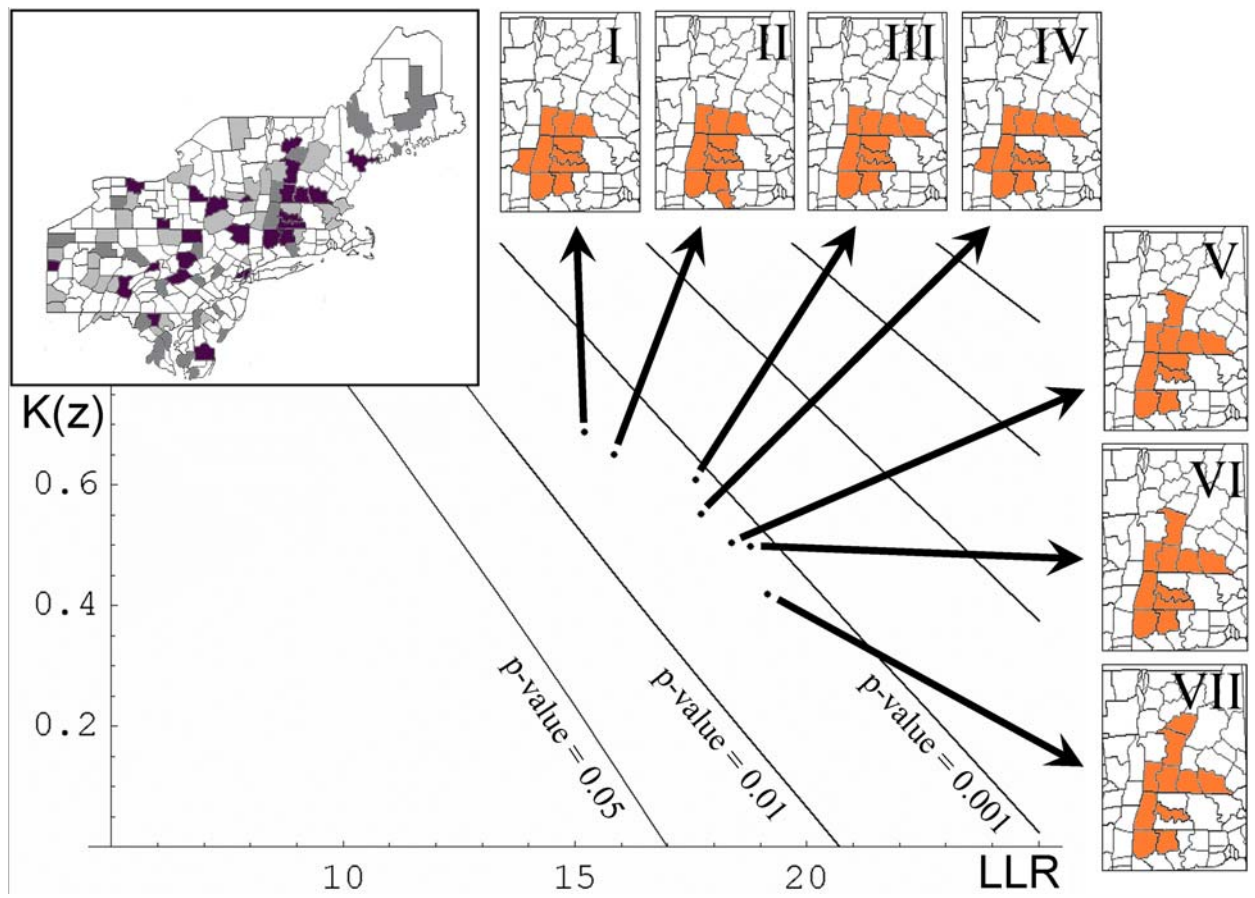 I II III IV
V
VI
VII
K(z)
0.6
0.4
0.2
p-value = 0.05
p-value = 0.01
p-value = 0.001
10 15 20 LLR